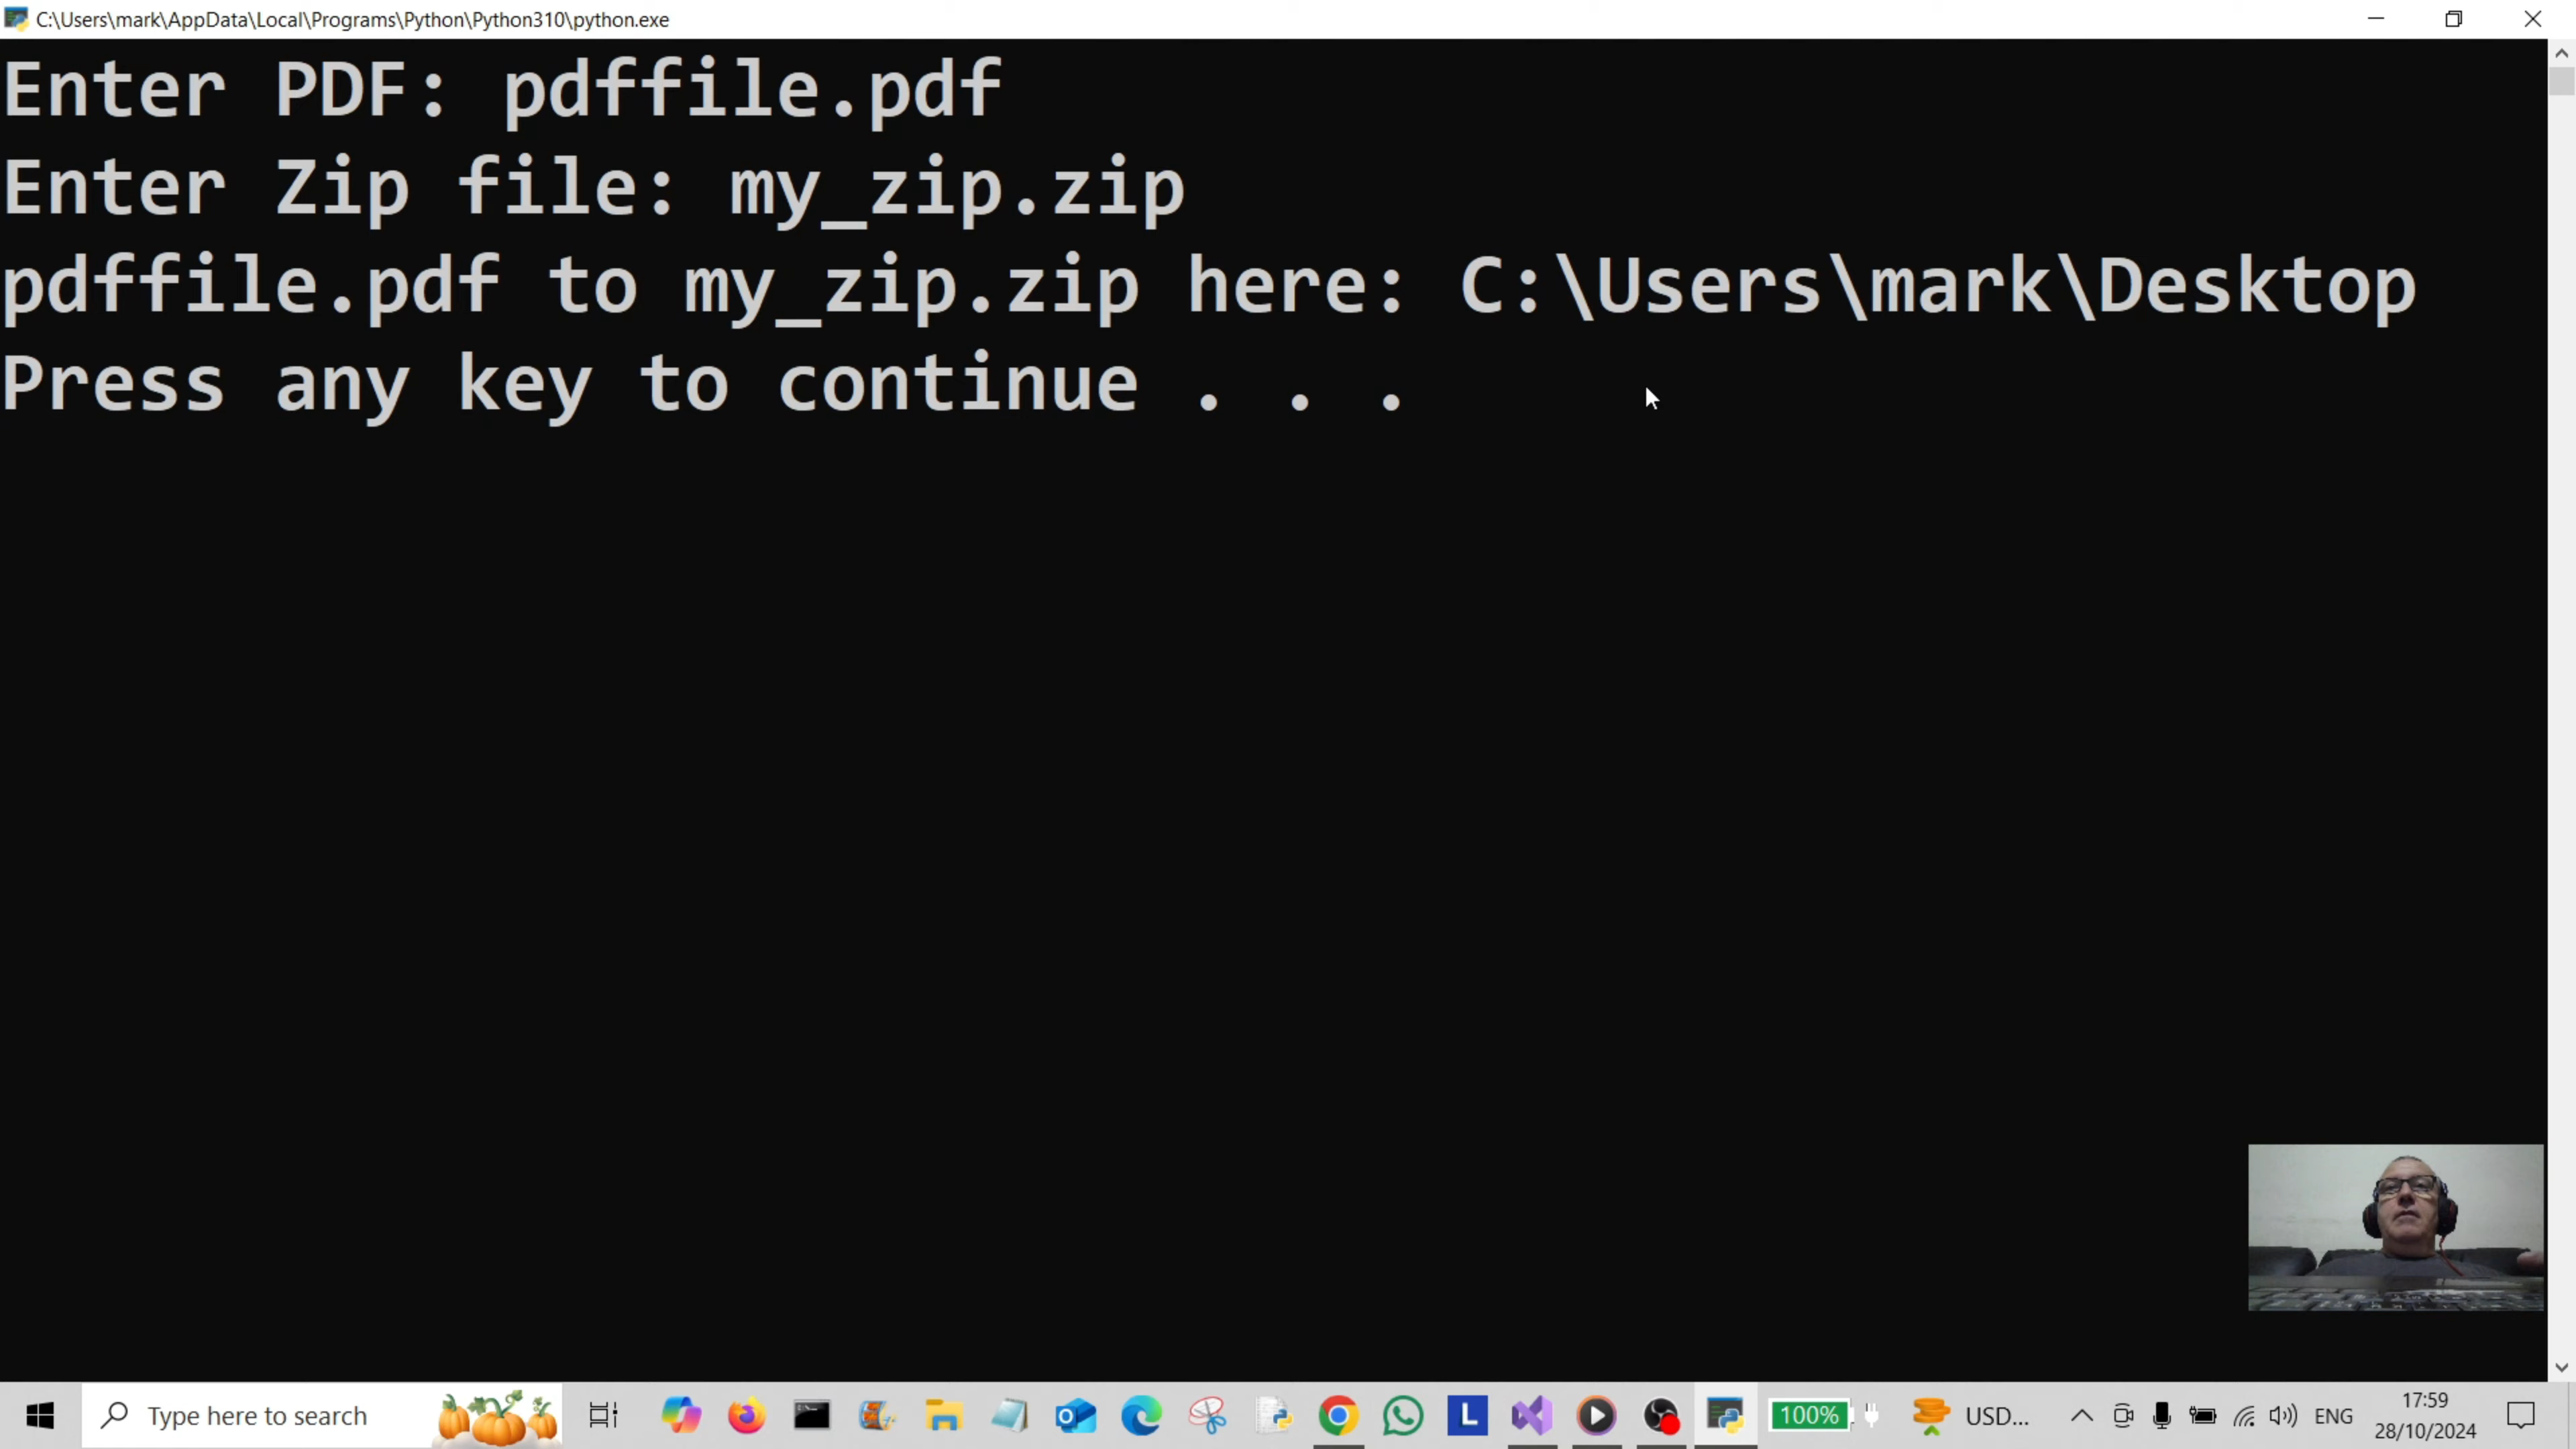 C:\Users\mark\AppData\Local\Programs\Python\Python310\python.exe
Enter PDF: pdffile.pdf
Enter Zip file: my_zip.zip
pdffile.pdf to my_zip.zip here: C:\Users\mark\Desktop
Press any key to continue . . .
Type here to search
L
100%
USD...
ENG
17:59
28/10/2024